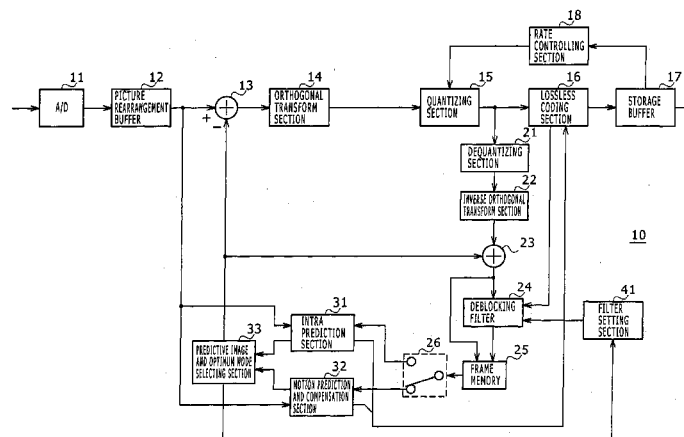 18
RATE
CONTROLLING
SECTION
11
A/D
12
PICTURE
REARRANGEMENT
BUFFER
13
+
−
14
ORTHOGONAL
TRANSFORM
SECTION
15
QUANTIZING
SECTION
16
LOSSLESS
CODING
SECTION
17
STORAGE
BUFFER
21
DEQUANTIZING
SECTION
22
INVERSE ORTHOGONAL
TRANSFORM SECTION
23
10
24
DEBLOCKING
FILTER
41
FILTER
SETTING
SECTION
31
INTRA
PREDICTION
SECTION
33
PREDICTIVE IMAGE
AND OPTIMUM MODE
SELECTING SECTION
26
25
FRAME
MEMORY
32
MOTION PREDICTION
AND COMPENSATION
SECTION